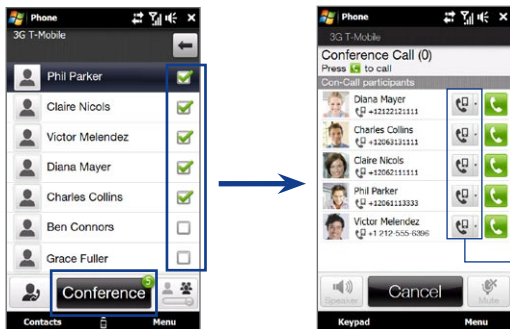 Phone
3G T-Mobile
Phil Parker
Claire Nicols
Victor Melendez
Diana Mayer
Charles Collins
Ben Connors
Grace Fuller
Conference
5
Contacts
Menu
Phone
3G T-Mobile
Conference Call (0)
Press to call
Con-Call participants
Diana Mayer
+12122121111
Charles Collins
+12063131111
Claire Nicols
+12062111111
Phil Parker
+12061113333
Victor Melendez
+1 212-555-6396
Speaker
Cancel
Mute
Keypad
Menu